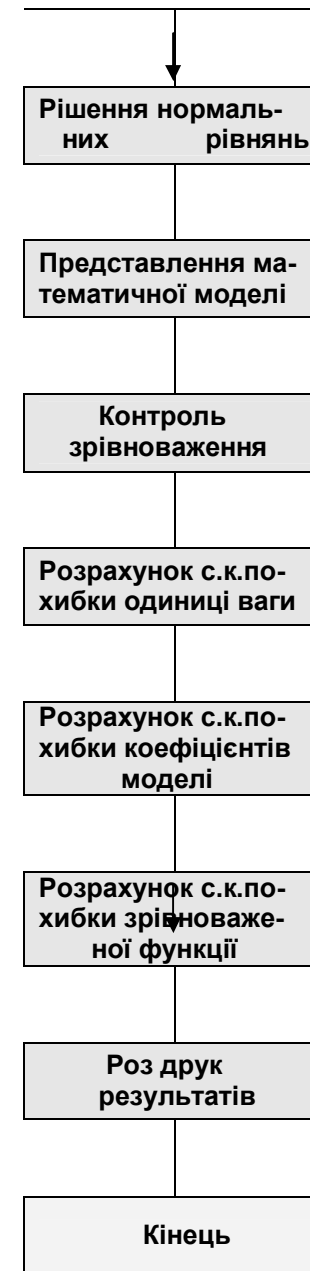 Рішення нормаль-
них рівнянь
Представлення ма-
тематичної моделі
Контроль
зрівноваження
Розрахунок с.к.по-
хибки одиниці ваги
Розрахунок с.к.по-
хибки коефіцієнтів
моделі
Розрахунок с.к.по-
хибки зрівноваже-
ної функції
Роз друк
результатів
Кінець